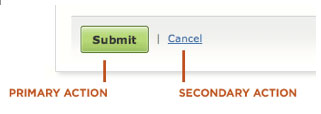 Submit | Cancel
PRIMARY ACTION SECONDARY ACTION